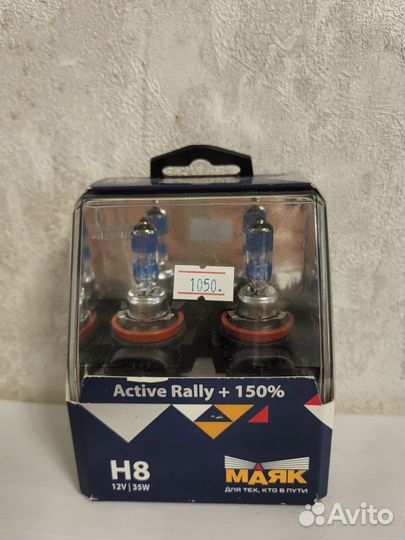 1050.
Active Rally + 150%
H8
12V | 35W
МАЯК
ДЛЯ ТЕХ, КТО В ПУТИ
Avito